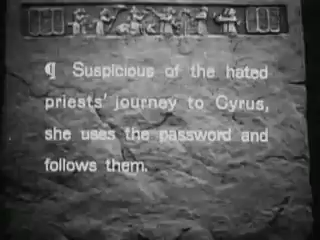 ¶ Suspicious of the hated
priests' journey to Cyrus,
she uses the password and
follows them.